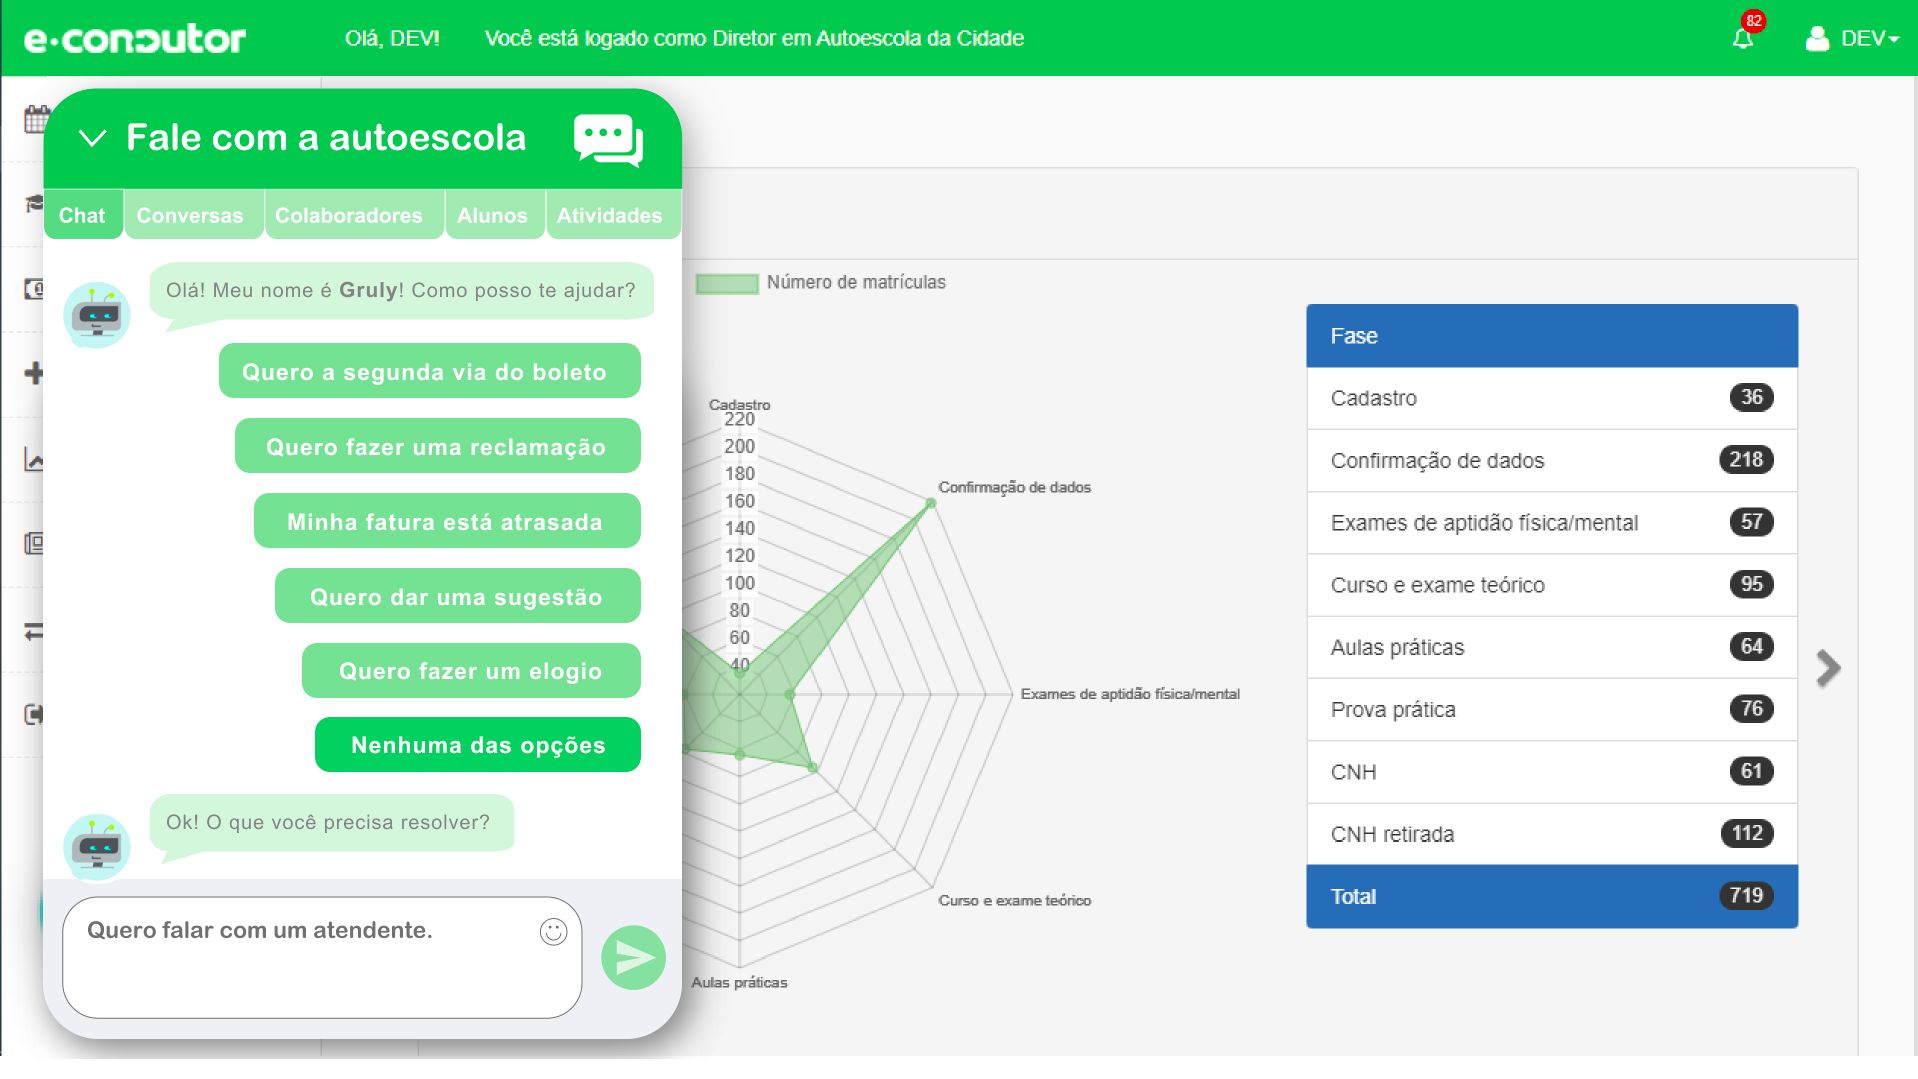 e·condutor
Olá, DEV!
Você está logado como Diretor em Autoescola da Cidade
82
DEV
Fale com a autoescola
Chat
Conversas
Colaboradores
Alunos
Atividades
Olá! Meu nome é Gruly! Como posso te ajudar?
Quero a segunda via do boleto
Quero fazer uma reclamação
Minha fatura está atrasada
Quero dar uma sugestão
Quero fazer um elogio
Nenhuma das opções
Ok! O que você precisa resolver?
Quero falar com um atendente.
Número de matrículas
Cadastro
220
200
180
160
140
120
100
80
60
40
Confirmação de dados
Exames de aptidão física/mental
Curso e exame teórico
Aulas práticas
Fase
Cadastro 36
Confirmação de dados 218
Exames de aptidão física/mental 57
Curso e exame teórico 95
Aulas práticas 64
Prova prática 76
CNH 61
CNH retirada 112
Total 719